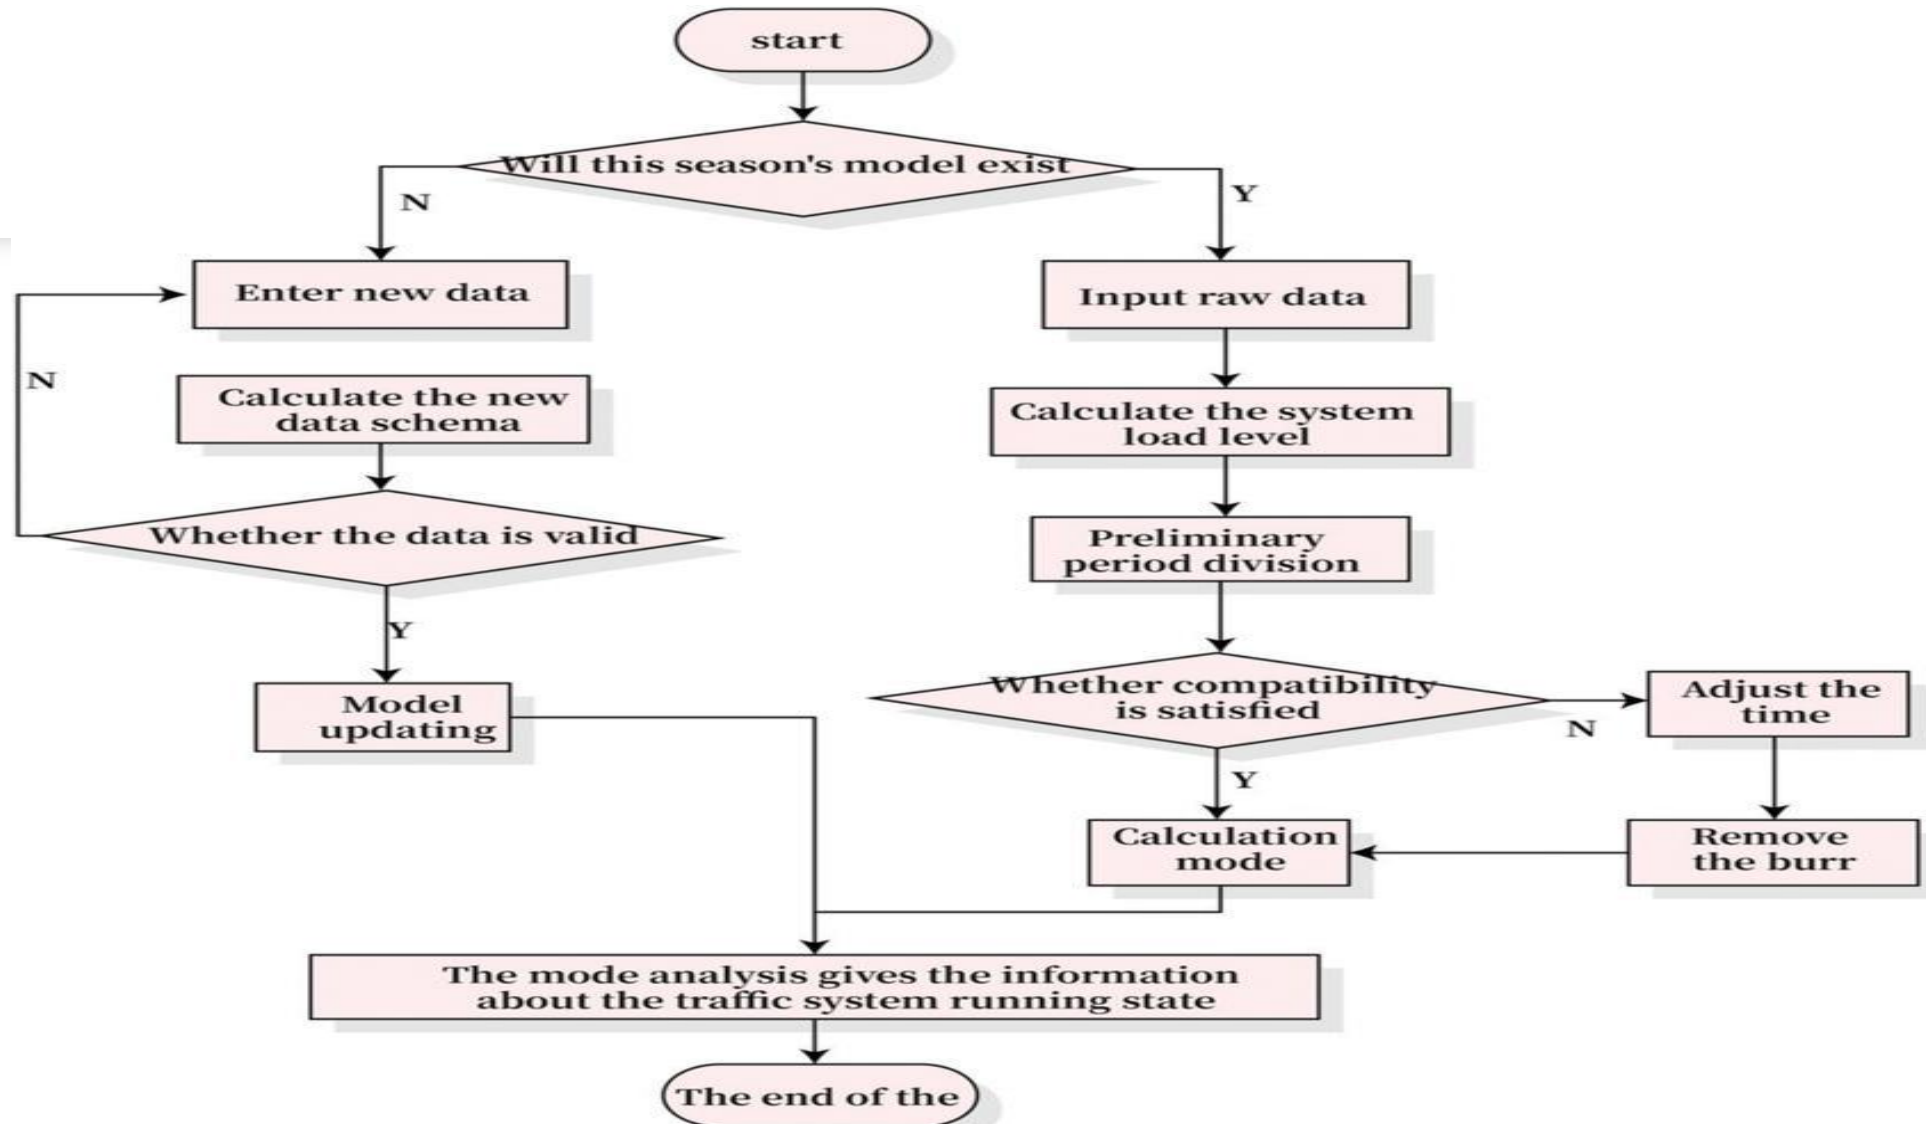 start
Will this season's model exist
N
Y
Enter new data
Input raw data
N
Calculate the new
data schema
Calculate the system
load level
Whether the data is valid
Preliminary
period division
Y
Model
updating
Whether compatibility
is satisfied
N
Adjust the
time
Y
Calculation
mode
Remove
the burr
The mode analysis gives the information
about the traffic system running state
The end of the